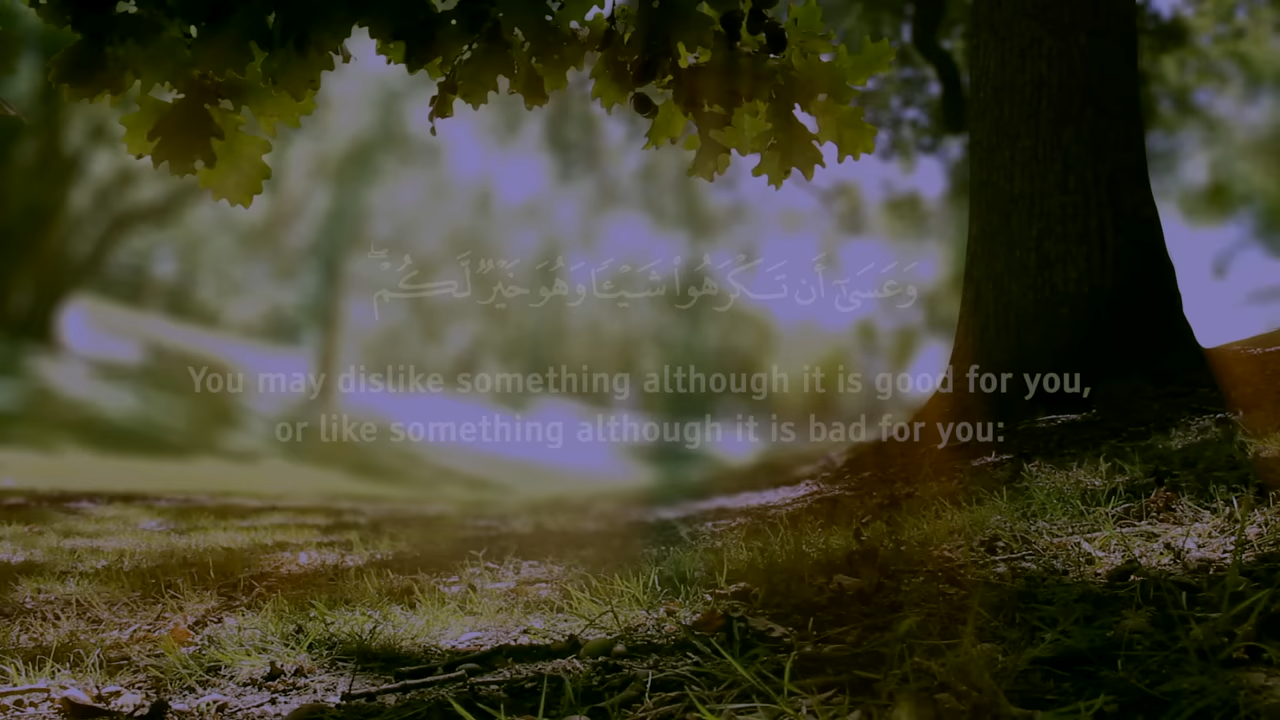 وَعَسَىٰٓ أَن تَكْرَهُوا۟ شَيْـًٔا وَهُوَ خَيْرٌ لَّكُمْ ۖ
You may dislike something although it is good for you,
or like something although it is bad for you: